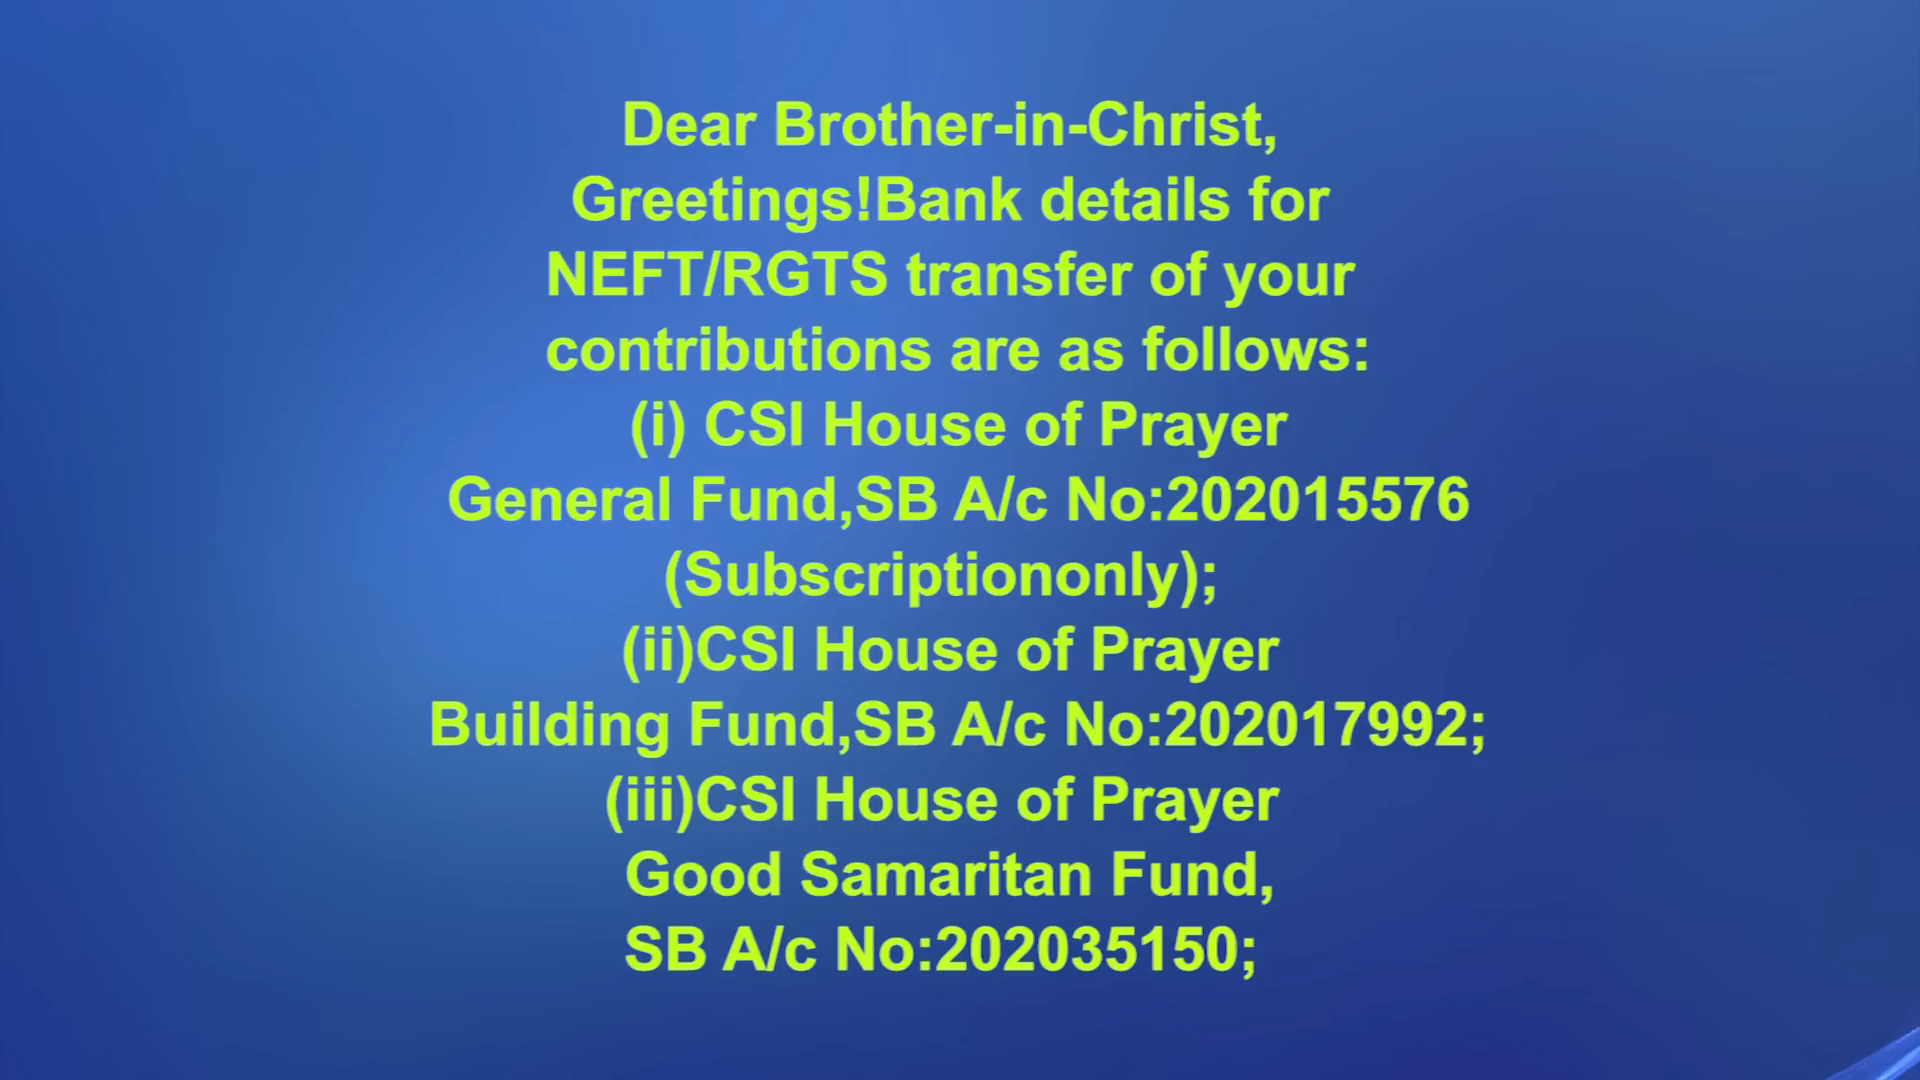 Dear Brother-in-Christ,
Greetings!Bank details for
NEFT/RGTS transfer of your
contributions are as follows:
(i) CSI House of Prayer
General Fund,SB A/c No:202015576
(Subscriptiononly);
(ii)CSI House of Prayer
Building Fund,SB A/c No:202017992;
(iii)CSI House of Prayer
Good Samaritan Fund,
SB A/c No:202035150;